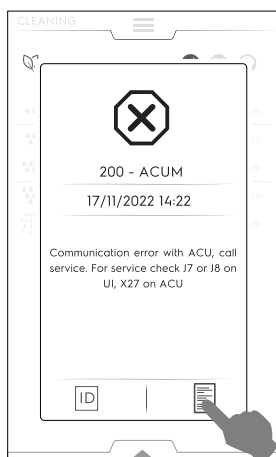 CLEANING
200 - ACUM
17/11/2022 14:22
Communication error with ACU, call
service. For service check J7 or J8 on
UI, X27 on ACU
ID